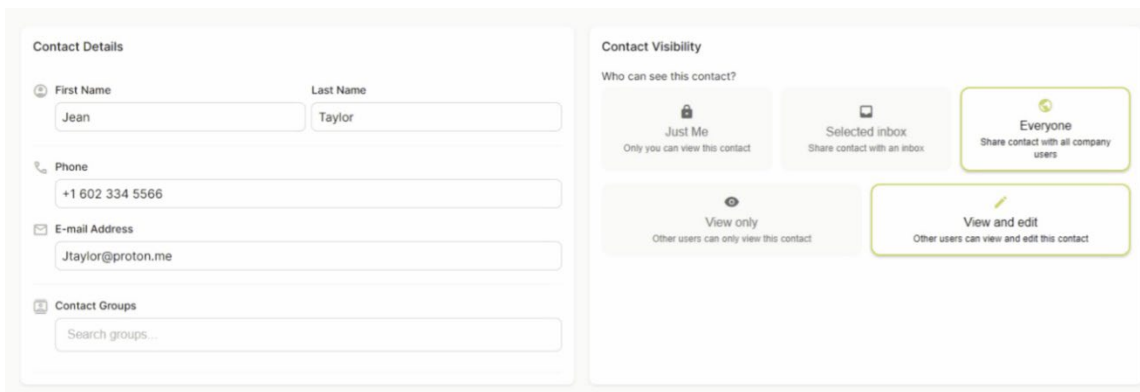 Contact Details
First Name
Last Name
Jean
Taylor
Phone
+1 602 334 5566
E-mail Address
Jtaylor@proton.me
Contact Groups
Search groups...
Contact Visibility
Who can see this contact?
Just Me
Only you can view this contact
Selected inbox
Share contact with an inbox
Everyone
Share contact with all company
users
View only
Other users can only view this contact
View and edit
Other users can view and edit this contact